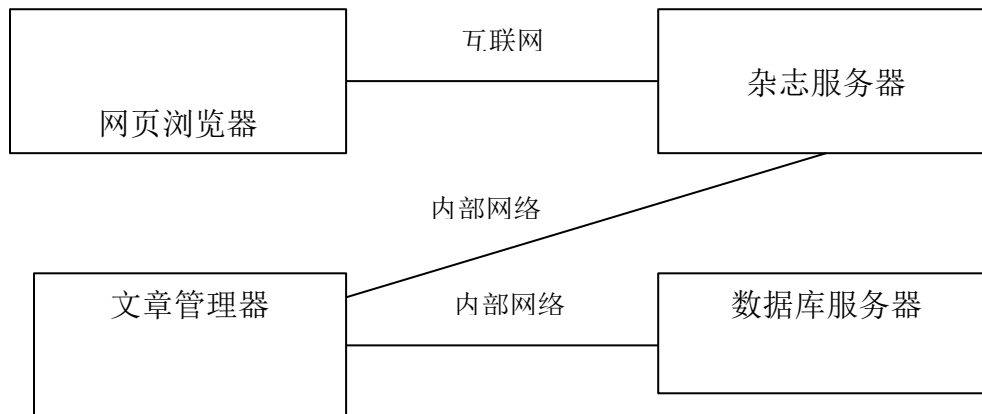 互联网
杂志服务器
网页浏览器
内部网络
文章管理器
内部网络
数据库服务器